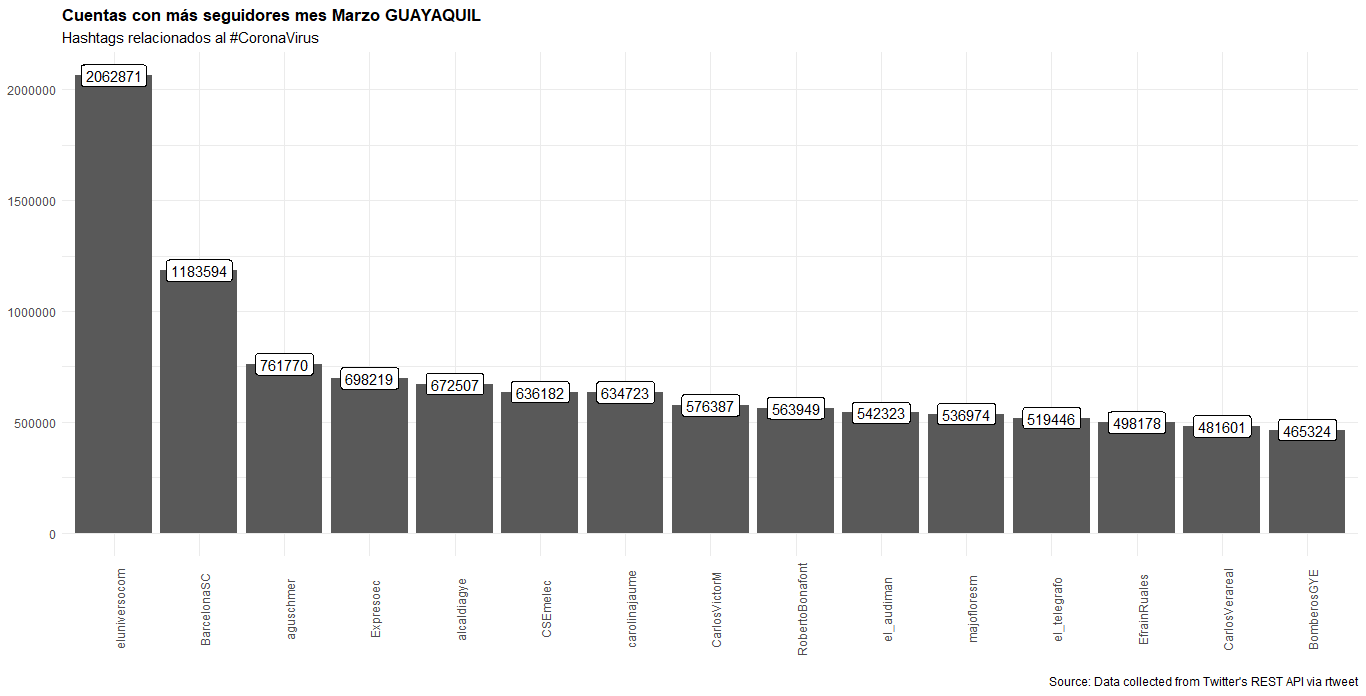 Cuentas con más seguidores mes Marzo GUAYAQUIL
Hashtags relacionados al #CoronaVirus
2000000
1500000
1000000
500000
0
2062871
1183594
761770
698219
672507
636182
634723
576387
563949
542323
536974
519446
498178
481601
465324
eluniversocom
BarcelonaSC
aguschmer
Expresoec
alcaldiagye
CSEmelec
carolinajaume
CarlosVictorM
RobertoBonafont
el_audiman
majofloresm
el_telegrafo
EfrainRuales
CarlosVerareal
BomberosGYE
Source: Data collected from Twitter's REST API via rtweet